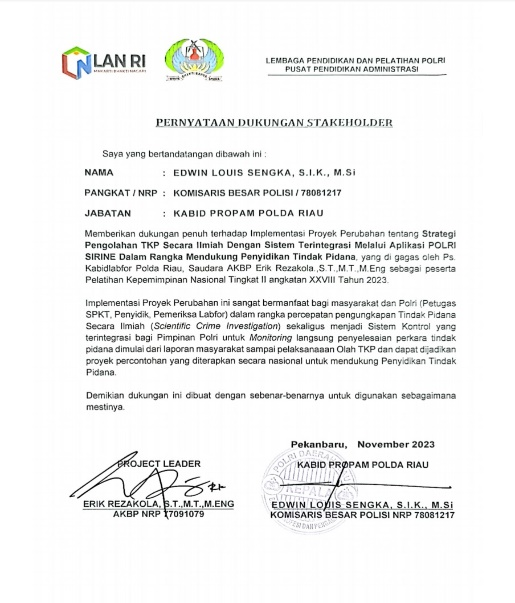 LAN RI
LEMBAGA PENDIDIKAN DAN PELATIHAN POLRI
PUSAT PENDIDIKAN ADMINISTRASI
PERNYATAAN DUKUNGAN STAKEHOLDER
Saya yang bertandatangan dibawah ini :
NAMA : EDWIN LOUIS SENGKA, S.I.K., M.Si
PANGKAT / NRP : KOMISARIS BESAR POLISI / 78081217
JABATAN : KABID PROPAM POLDA RIAU
Memberikan dukungan penuh terhadap Implementasi Proyek Perubahan tentang Strategi
Pengolahan TKP Secara Ilmiah Dengan Sistem Terintegrasi Melalui Aplikasi POLRI
SIRINE Dalam Rangka Mendukung Penyidikan Tindak Pidana, yang di gagas oleh Ps.
Kabidlabfor Polda Riau, Saudara AKBP Erik Rezakola.,S.T.,M.T.,M.Eng sebagai peserta
Pelatihan Kepemimpinan Nasional Tingkat II angkatan XXVIII Tahun 2023.
Implementasi Proyek Perubahan ini sangat bermanfaat bagi masyarakat dan Polri (Petugas
SPKT, Penyidik, Pemeriksa Labfor) dalam rangka percepatan pengungkapan Tindak Pidana
Secara Ilmiah (Scientific Crime Investigation) sekaligus menjadi Sistem Kontrol yang
terintegrasi bagi Pimpinan Polri untuk Monitoring langsung penyelesaian perkara tindak
pidana dimulai dari laporan masyarakat sampai pelaksanaaan Olah TKP dan dapat dijadikan
proyek percontohan yang diterapkan secara nasional untuk mendukung Penyidikan Tindak
Pidana.
Demikian dukungan ini dibuat dengan sebenar-benarnya untuk digunakan sebagaimana
mestinya.
Pekanbaru, November 2023
PROJECT LEADER
KABID PROPAM POLDA RIAU
ERIK REZAKOLA, S.T.,M.T.,M.ENG
AKBP NRP 77091079
EDWIN LOUIS SENGKA, S.I.K., M.Si
KOMISARIS BESAR POLISI NRP 78081217